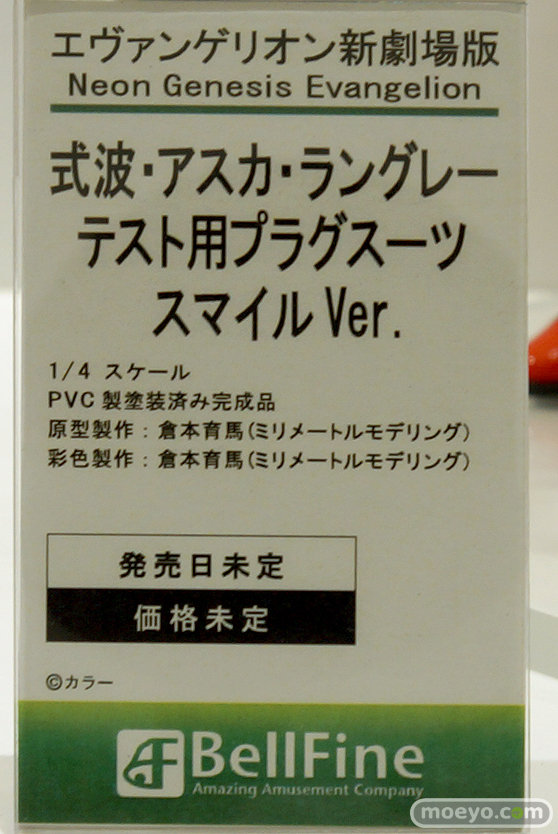 エヴァンゲリオン新劇場版
Neon Genesis Evangelion
式波・アスカ・ラングレー
テスト用プラグスーツ
スマイル Ver.
1/4 スケール
PVC 製塗装済み完成品
原型製作：倉本育馬(ミリメートルモデリング)
彩色製作：倉本育馬(ミリメートルモデリング)
発売日未定
価格未定
©カラー
AF BellFine
Amazing Amusement Company
moeyo.com